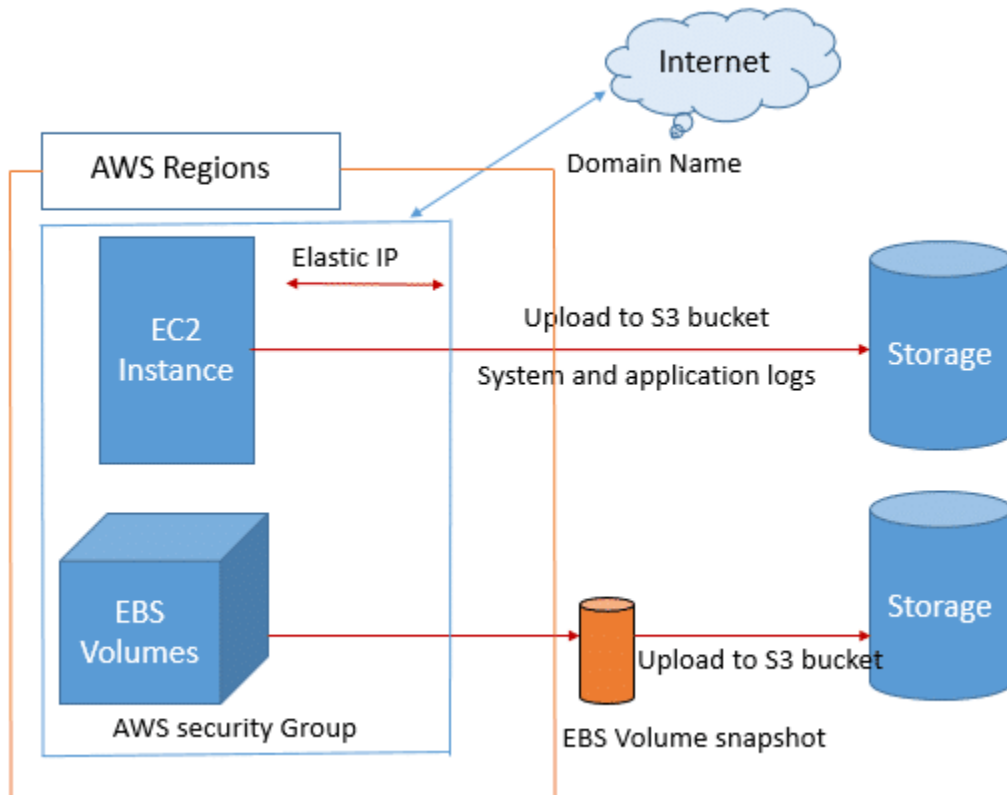 Internet
Domain Name
AWS Regions
Elastic IP
EC2
Instance
Upload to S3 bucket
System and application logs
Storage
EBS
Volumes
Storage
Upload to S3 bucket
AWS security Group
EBS Volume snapshot